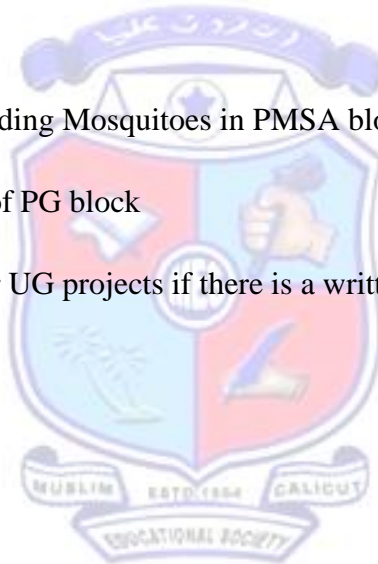 ding Mosquitoes in PMSA blo
of PG block
r UG projects if there is a writt
MUSLIM ESTD.1964 CALICUT
EDUCATIONAL SOCIETY